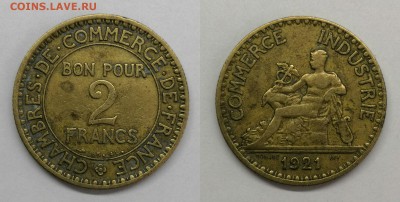 COINS.LAVE.RU
CHAMBRES · DE · COMMERCE · DE · FRANCE
BON POUR
2
FRANCS
COMMERCE INDUSTRIE
1921